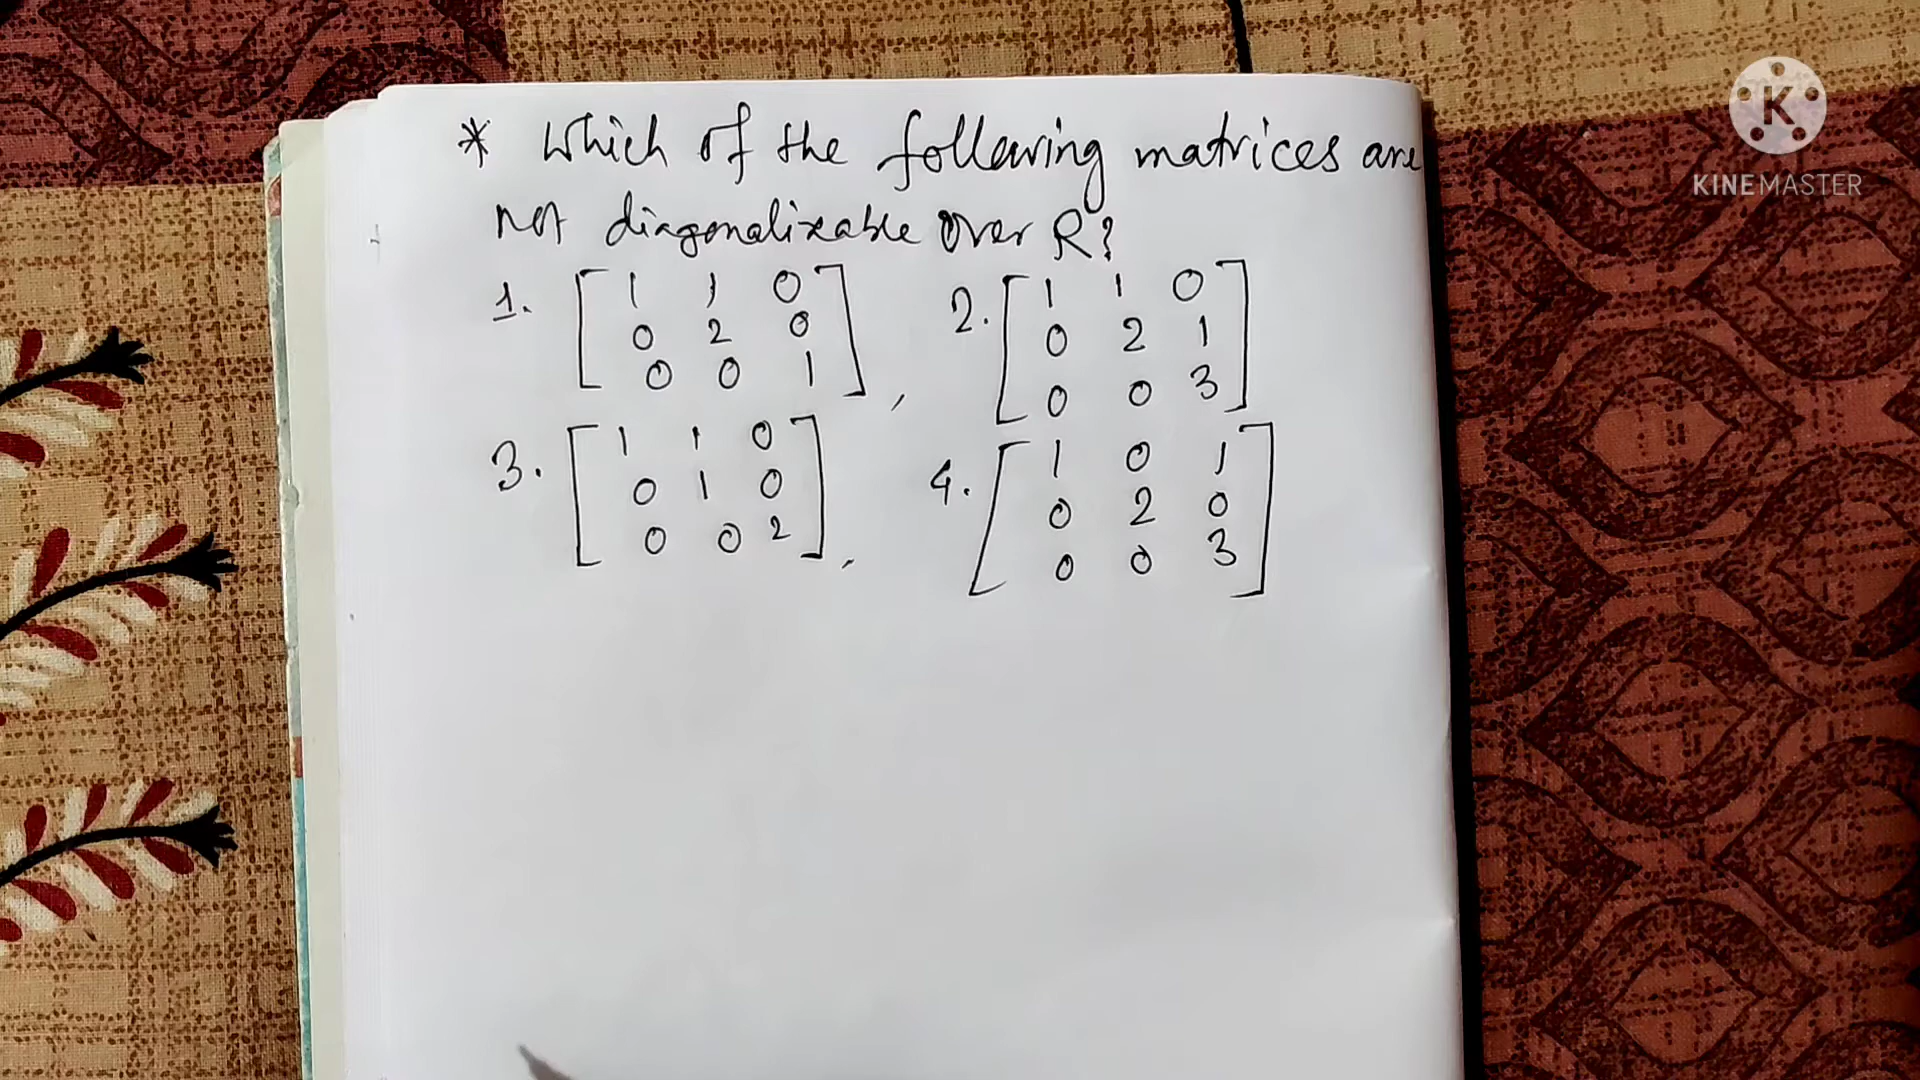 * Which of the following matrices are
not diagonalizable over R?
1. [ 1 1 0
0 2 0
0 0 1 ] ,
2. [ 1 1 0
0 2 1
0 0 3 ]
3. [ 1 1 0
0 1 0
0 0 2 ] ,
4. [ 1 0 1
0 2 0
0 0 3 ]
K
KINEMASTER